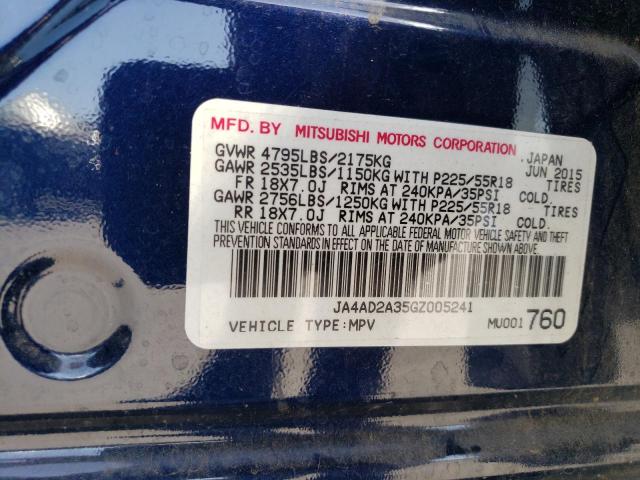 MFD. BY MITSUBISHI MOTORS CORPORATION, JAPAN
GVWR 4795LBS/2175KG JUN 2015
GAWR 2535LBS/1150KG WITH P225/55R18 TIRES
FR 18X7.0J RIMS AT 240KPA/35PSI COLD.
GAWR 2756LBS/1250KG WITH P225/55R18 TIRES
RR 18X7.0J RIMS AT 240KPA/35PSI COLD.
THIS VEHICLE CONFORMS TO ALL APPLICABLE FEDERAL MOTOR VEHICLE SAFETY AND THEFT
PREVENTION STANDARDS IN EFFECT ON THE DATE OF MANUFACTURE SHOWN ABOVE.
JA4AD2A35GZ005241
VEHICLE TYPE:MPV MU001 760